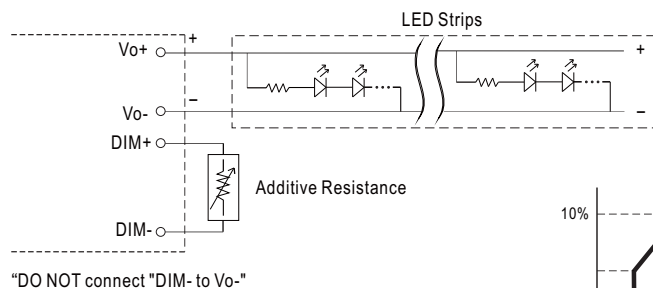 LED Strips
Vo+
+
+
Vo-
−
−
DIM+
Additive Resistance
DIM-
10%
"DO NOT connect "DIM- to Vo-"